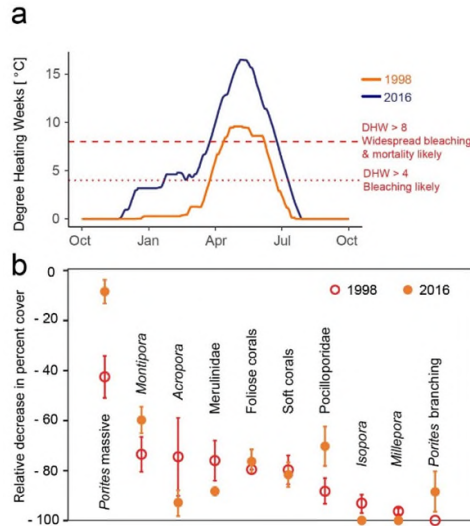 a
Degree Heating Weeks [ °C]
15
10
5
0
Oct
Jan
Apr
Jul
Oct
1998
2016
DHW > 8
Widespread bleaching
& mortality likely
DHW > 4
Bleaching likely
b
Relative decrease in percent cover
0
- 20
- 40
- 60
- 80
- 100
1998
2016
Porites massive
Montipora
Acropora
Merulinidae
Foliose corals
Soft corals
Pocilloporidae
Isopora
Millepora
Porites branching